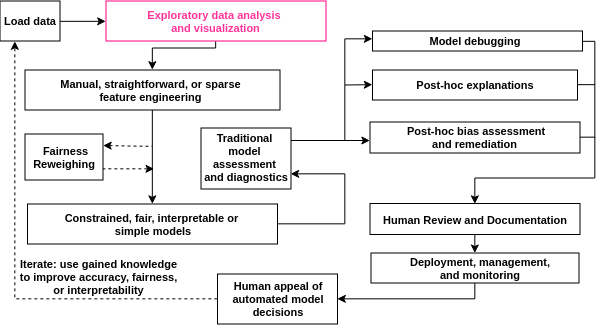 Load data
Exploratory data analysis
and visualization
Manual, straightforward, or sparse
feature engineering
Fairness
Reweighing
Constrained, fair, interpretable or
simple models
Traditional
model
assessment
and diagnostics
Model debugging
Post-hoc explanations
Post-hoc bias assessment
and remediation
Human Review and Documentation
Deployment, management,
and monitoring
Human appeal of
automated model
decisions
Iterate: use gained knowledge
to improve accuracy, fairness,
or interpretability